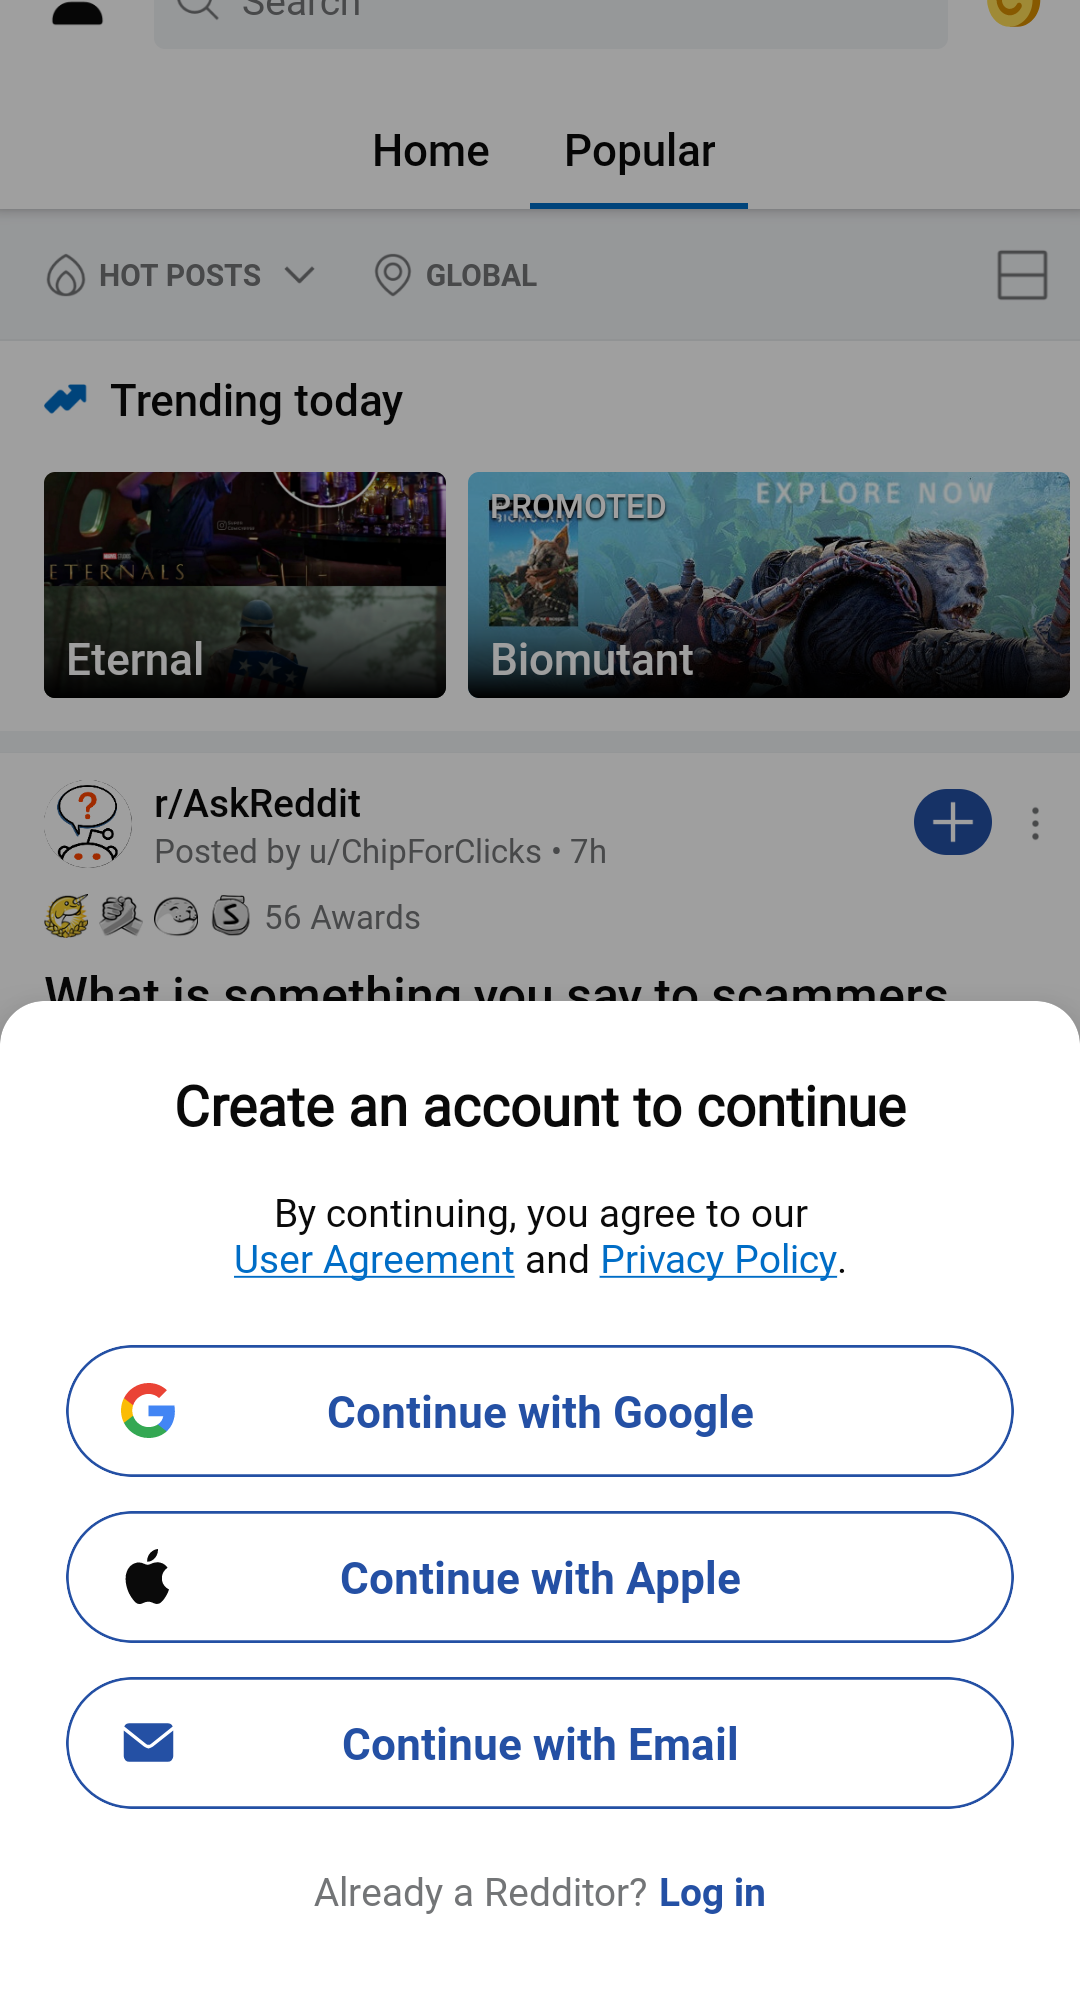 Search
Home
Popular
HOT POSTS
GLOBAL
Trending today
ETERNALS
Eternal
PROMOTED
EXPLORE NOW
BIOMUTANT
Biomutant
r/AskReddit
Posted by u/ChipForClicks • 7h
56 Awards
What is something you say to scammers
Create an account to continue
By continuing, you agree to our
User Agreement and Privacy Policy.
Continue with Google
Continue with Apple
Continue with Email
Already a Redditor? Log in